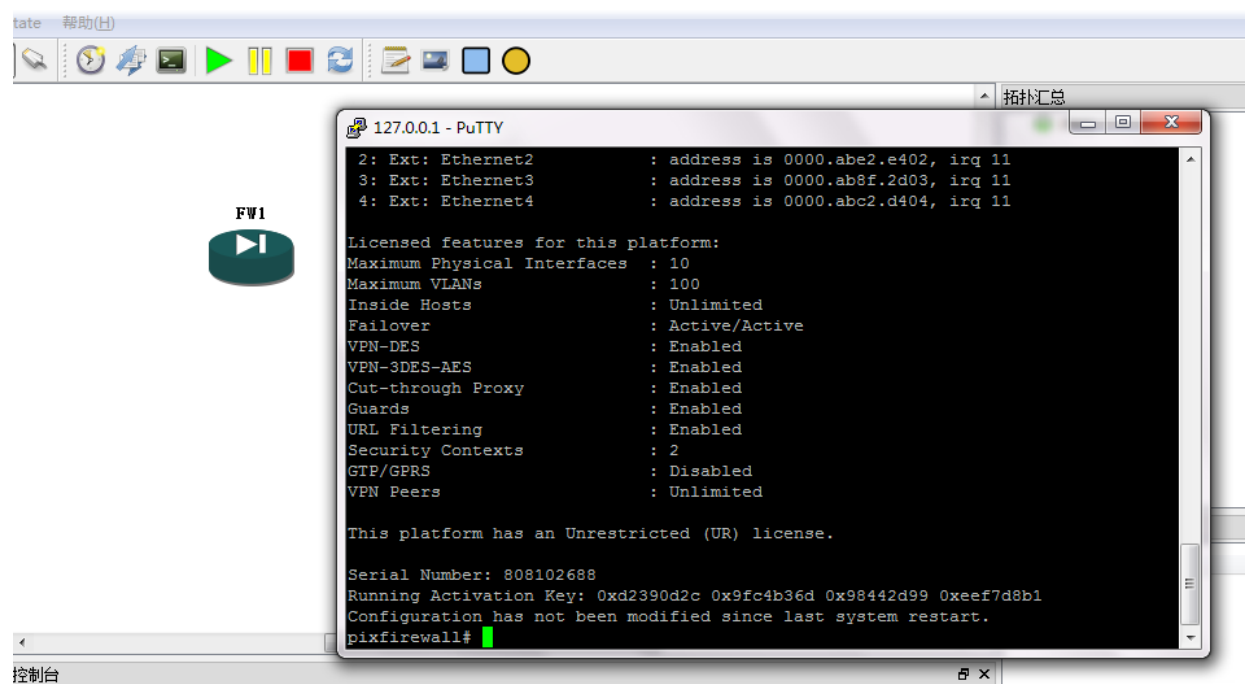 tate 帮助(H)
拓扑汇总
127.0.0.1 - PuTTY
2: Ext: Ethernet2 : address is 0000.abe2.e402, irq 11
3: Ext: Ethernet3 : address is 0000.ab8f.2d03, irq 11
4: Ext: Ethernet4 : address is 0000.abc2.d404, irq 11
FW1
Licensed features for this platform:
Maximum Physical Interfaces : 10
Maximum VLANs : 100
Inside Hosts : Unlimited
Failover : Active/Active
VPN-DES : Enabled
VPN-3DES-AES : Enabled
Cut-through Proxy : Enabled
Guards : Enabled
URL Filtering : Enabled
Security Contexts : 2
GTP/GPRS : Disabled
VPN Peers : Unlimited
This platform has an Unrestricted (UR) license.
Serial Number: 808102688
Running Activation Key: 0xd2390d2c 0x9fc4b36d 0x98442d99 0xeef7d8b1
Configuration has not been modified since last system restart.
pixfirewall#
控制台